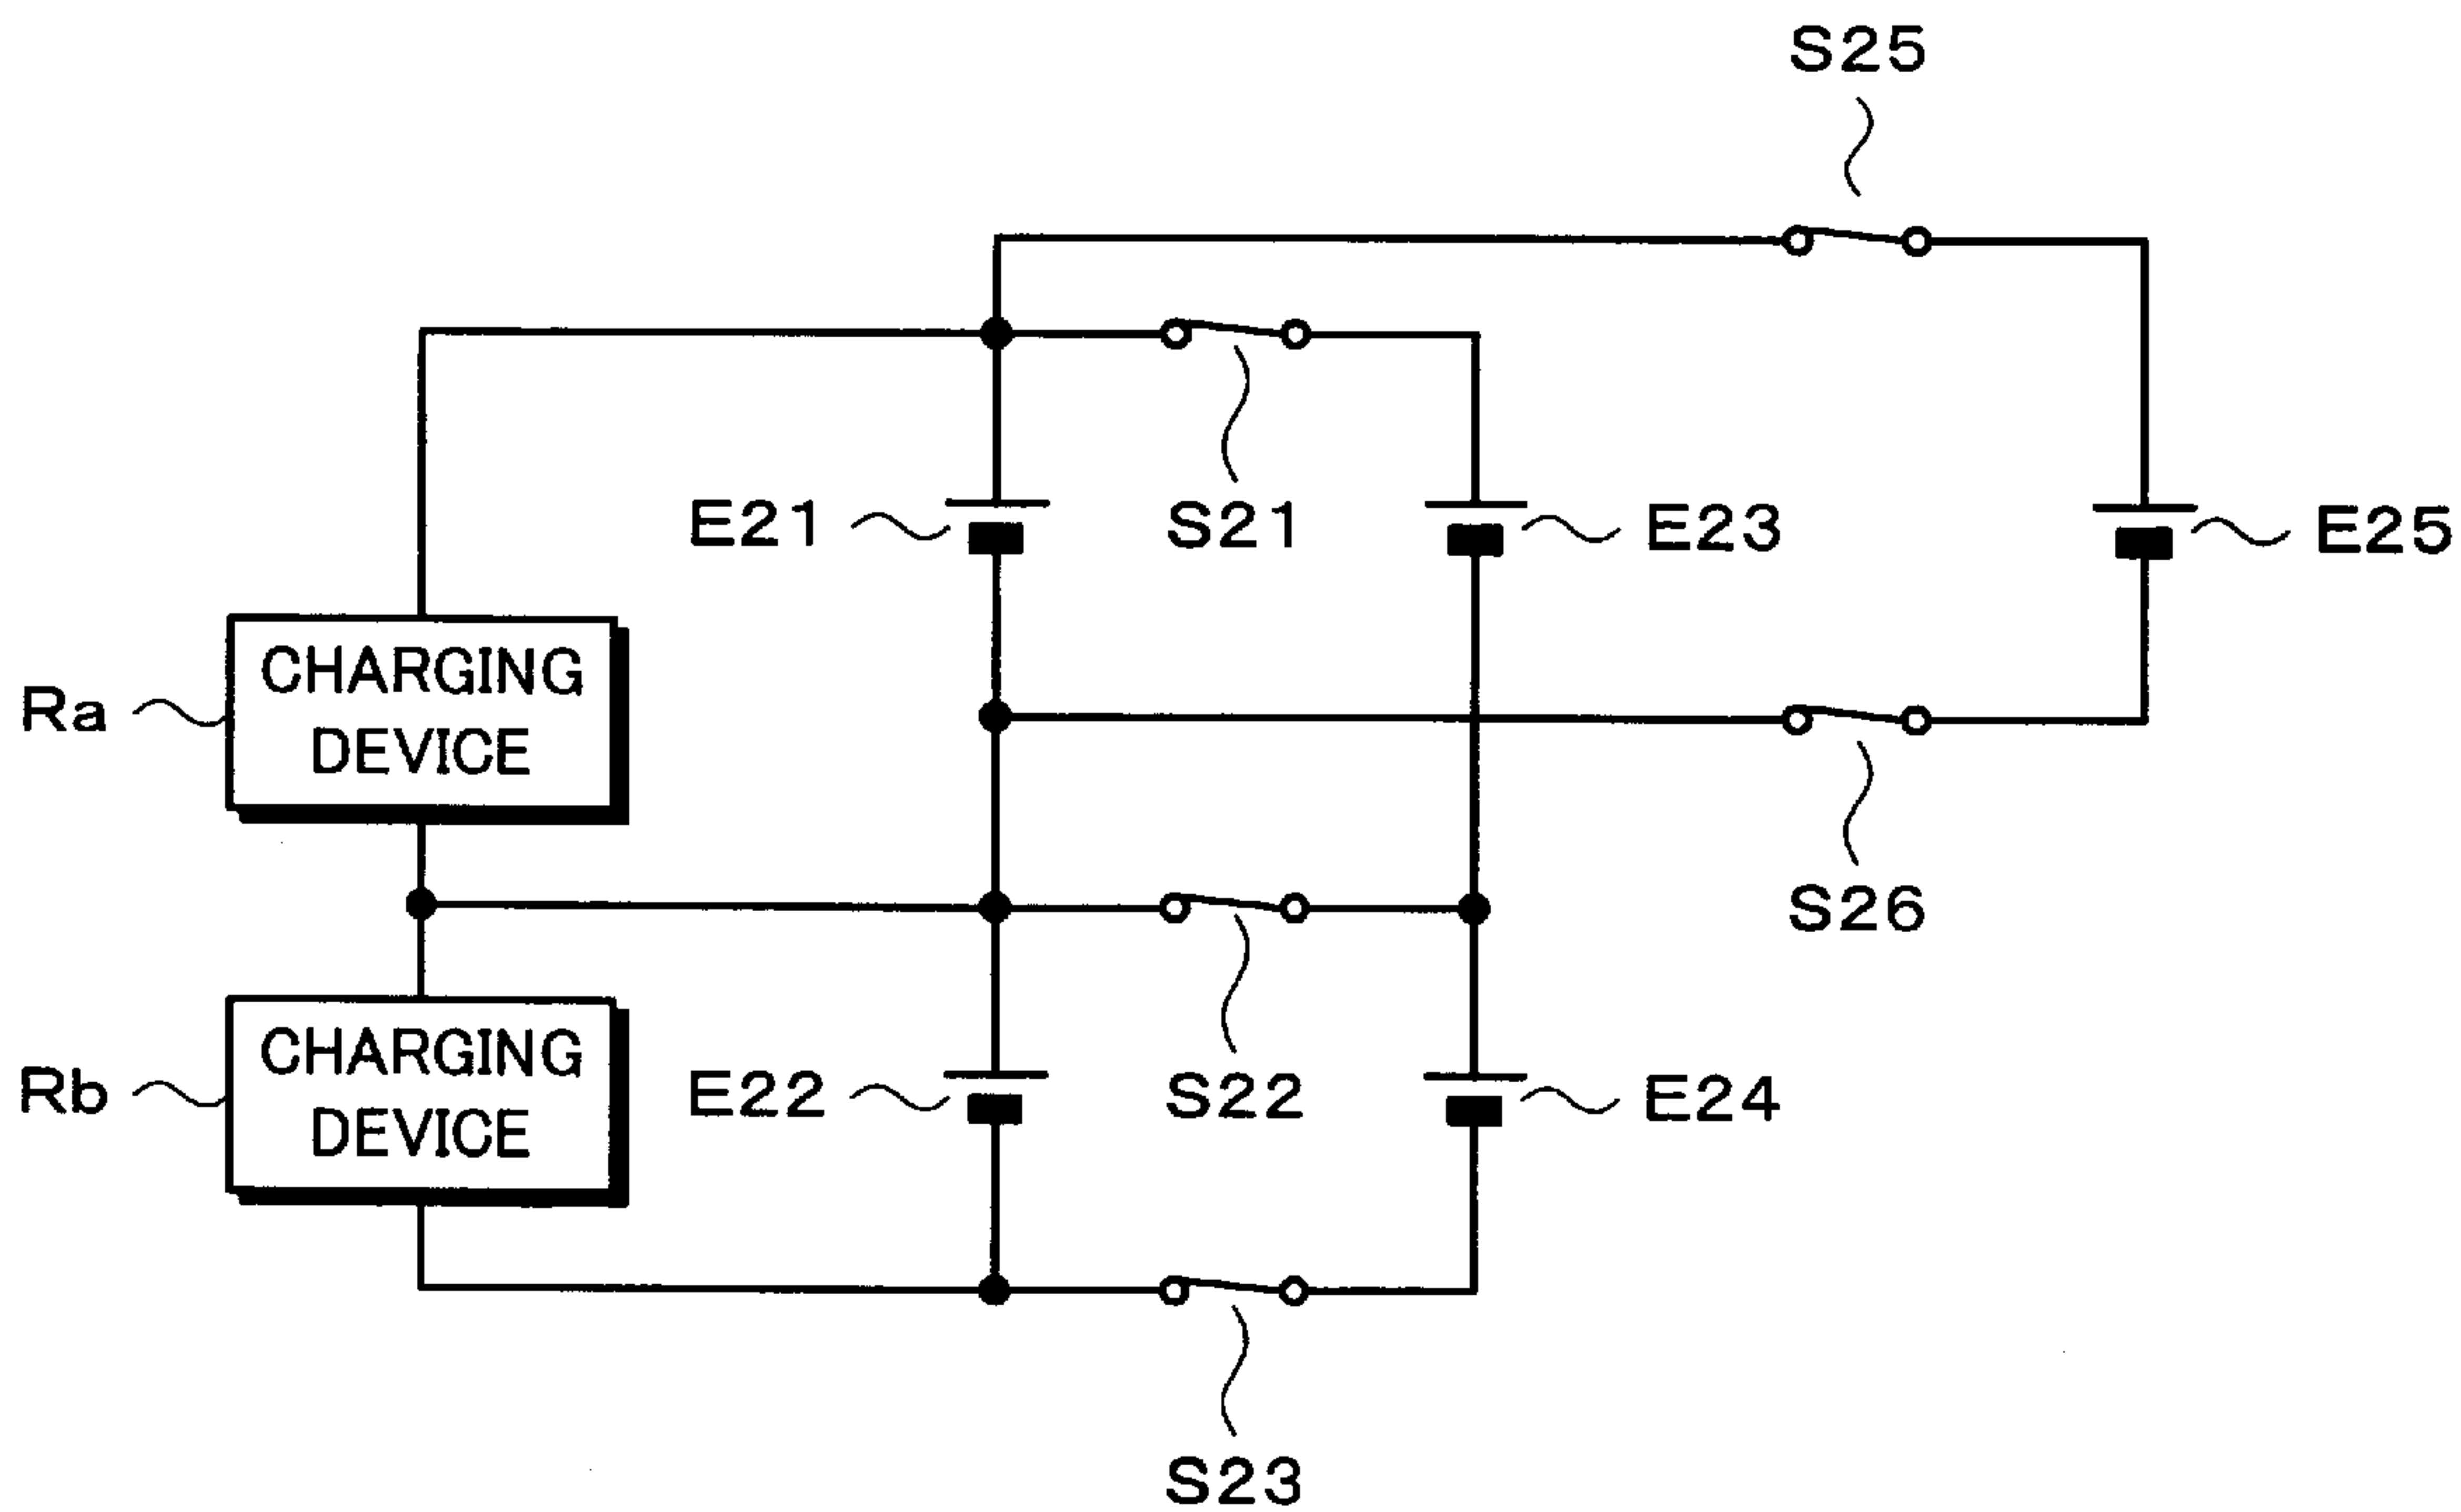 S25
E21
S21
E23
E25
CHARGING
DEVICE
Ra
S26
CHARGING
DEVICE
Rb
E22
S22
E24
S23